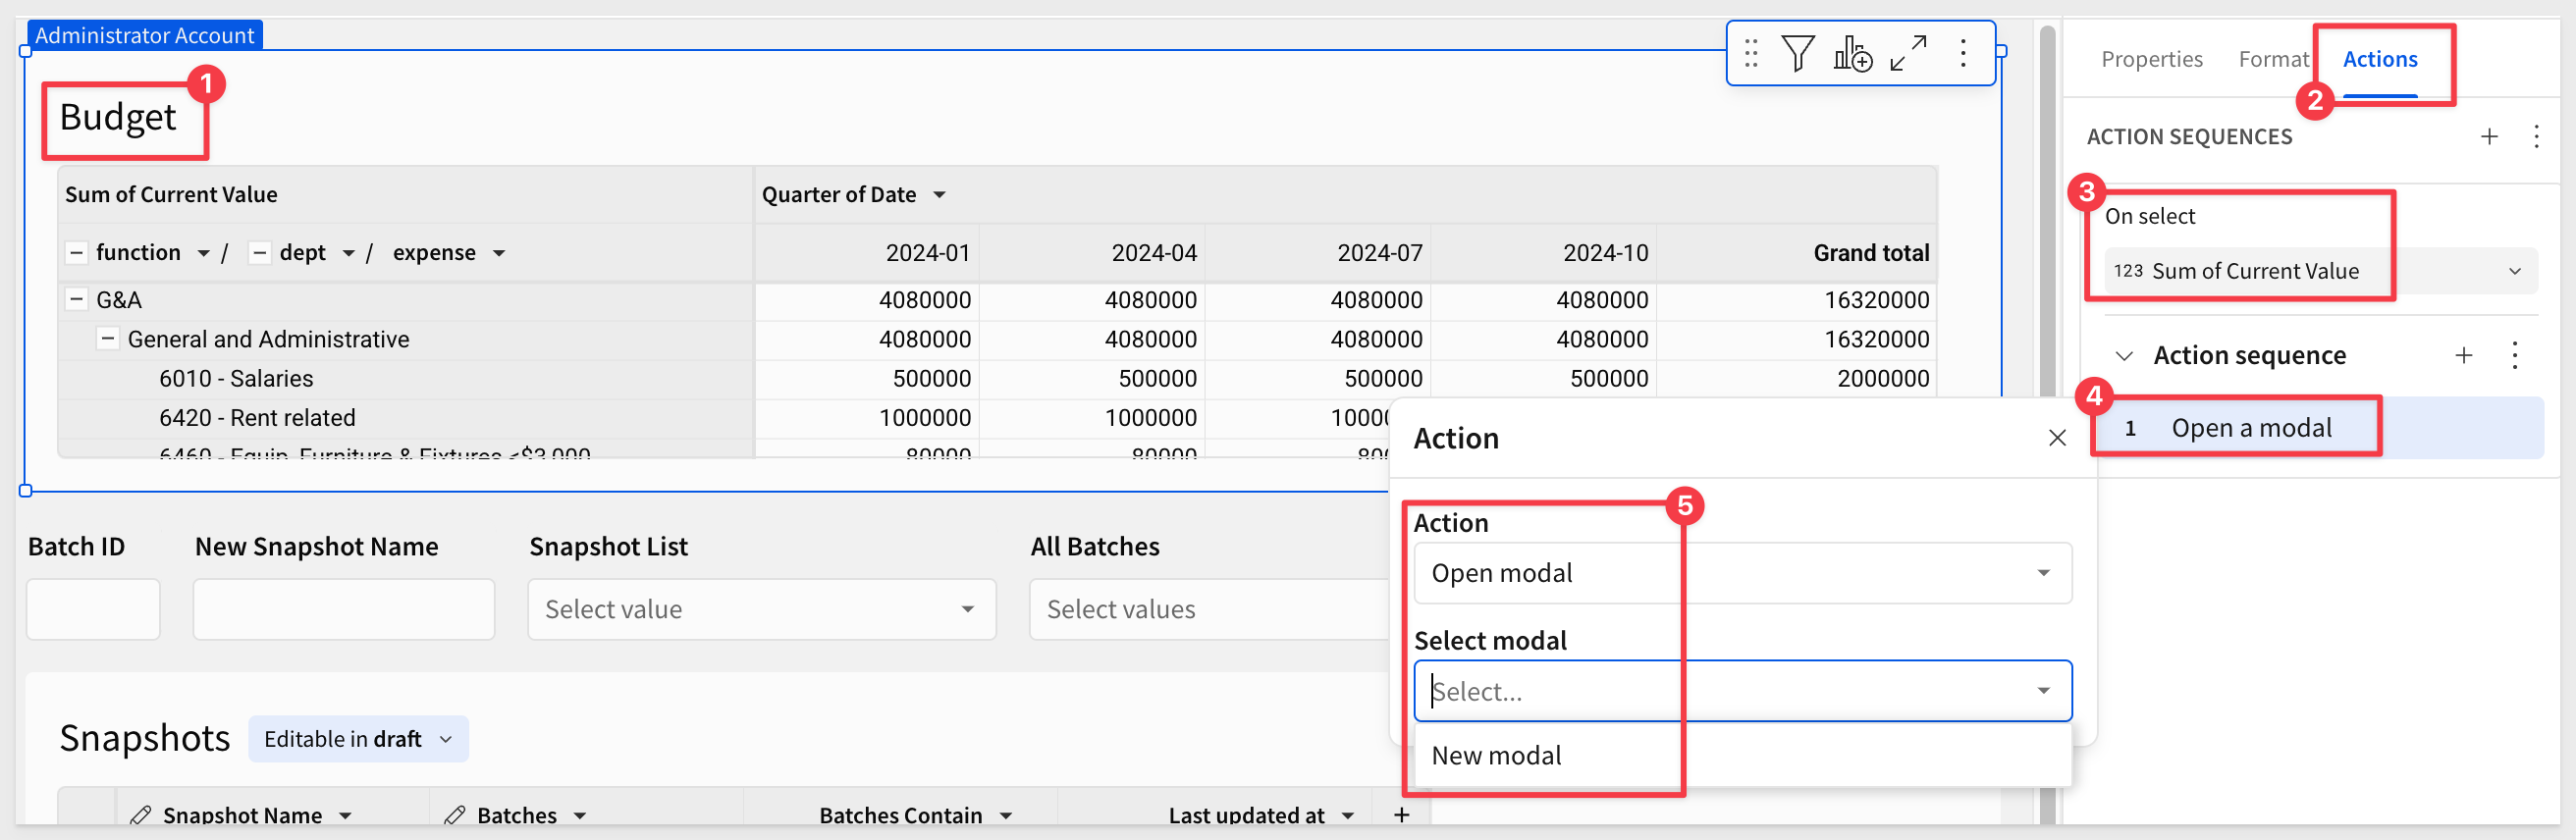 Administrator Account
Properties Format Actions
1
2
Budget
ACTION SEQUENCES
3
On select
123 Sum of Current Value
Action sequence
4
1 Open a modal
Sum of Current Value Quarter of Date
function / dept / expense 2024-01 2024-04 2024-07 2024-10 Grand total
G&A 4080000 4080000 4080000 4080000 16320000
General and Administrative 4080000 4080000 4080000 4080000 16320000
6010 - Salaries 500000 500000 500000 500000 2000000
6420 - Rent related 1000000 1000000
6460 - Equip, Furniture & Fixtures <$3,000 80000 80000
Action
5
Action
Open modal
Select modal
Select...
New modal
Batch ID New Snapshot Name Snapshot List All Batches
Select value Select values
Snapshots Editable in draft
Snapshot Name Batches Batches Contain Last updated at